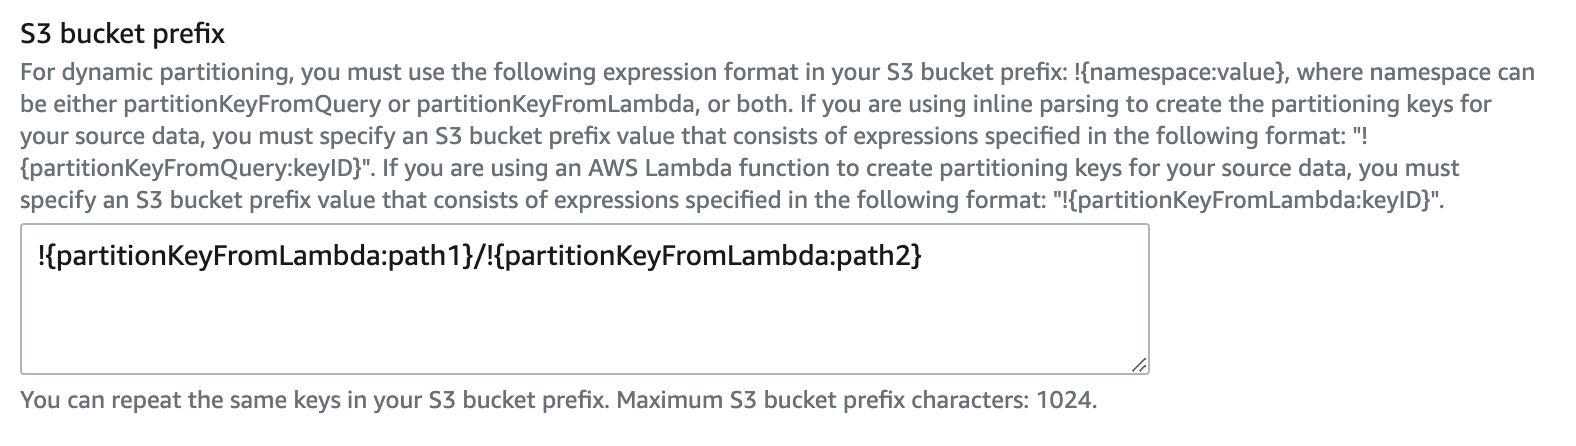 S3 bucket prefix
For dynamic partitioning, you must use the following expression format in your S3 bucket prefix: !{namespace:value}, where namespace can
be either partitionKeyFromQuery or partitionKeyFromLambda, or both. If you are using inline parsing to create the partitioning keys for
your source data, you must specify an S3 bucket prefix value that consists of expressions specified in the following format: "!
{partitionKeyFromQuery:keyID}". If you are using an AWS Lambda function to create partitioning keys for your source data, you must
specify an S3 bucket prefix value that consists of expressions specified in the following format: "!{partitionKeyFromLambda:keyID}".
!{partitionKeyFromLambda:path1}/!{partitionKeyFromLambda:path2}
You can repeat the same keys in your S3 bucket prefix. Maximum S3 bucket prefix characters: 1024.